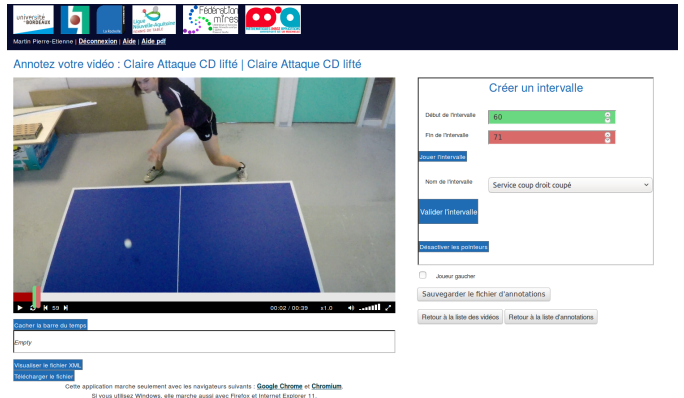 université
de BORDEAUX
La Rochelle
Ligue
Nouvelle-Aquitaine
Fédération
mires
Martin Pierre-Etienne | Déconnexion | Aide | Aide pdf
Annotez votre vidéo : Claire Attaque CD lifté | Claire Attaque CD lifté
Créer un intervalle
Début de l'intervalle 60
Fin de l'intervalle 71
Jouer l'intervalle
Nom de l'intervalle Service coup droit coupé
Valider l'intervalle
Désactiver les pointeurs
Joueur gaucher
Sauvegarder le fichier d'annotations
Retour à la liste des vidéos Retour à la liste d'annotations
59 00:02 / 00:39 x1.0
Cacher la barre du temps
Empty
Visualiser le fichier XML
Télécharger le fichier
Cette application marche seulement avec les navigateurs suivants : Google Chrome et Chromium.
Si vous utilisez Windows, elle marche aussi avec Firefox et Internet Explorer 11.